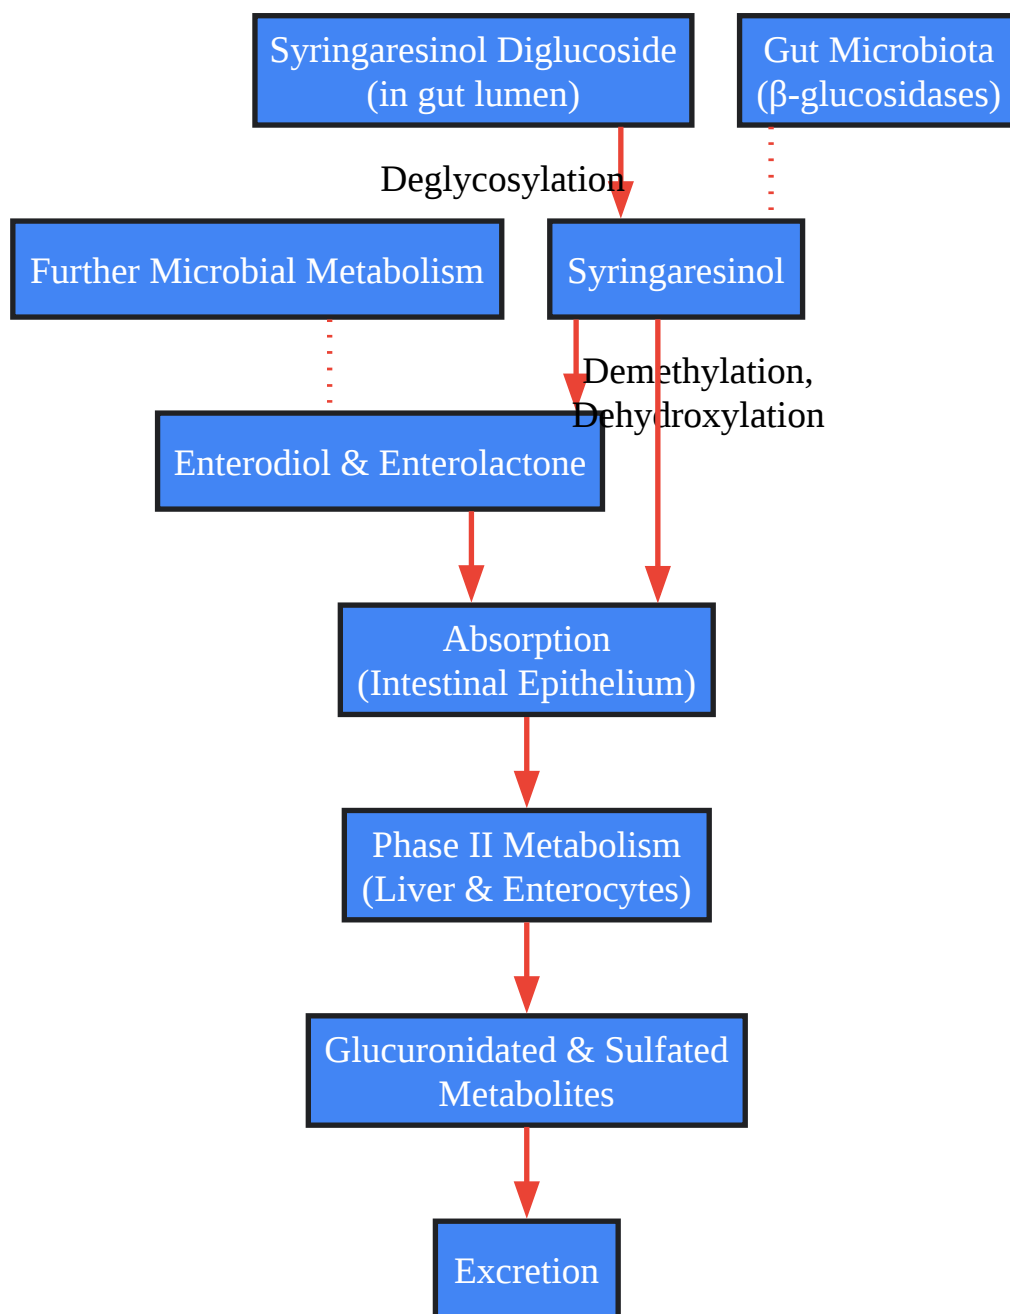 Syringaresinol Diglucoside
(in gut lumen)
Gut Microbiota
(β-glucosidases)
Deglycosylation
Further Microbial Metabolism
Syringaresinol
Demethylation,
Dehydroxylation
Enterodiol & Enterolactone
Absorption
(Intestinal Epithelium)
Phase II Metabolism
(Liver & Enterocytes)
Glucuronidated & Sulfated
Metabolites
Excretion